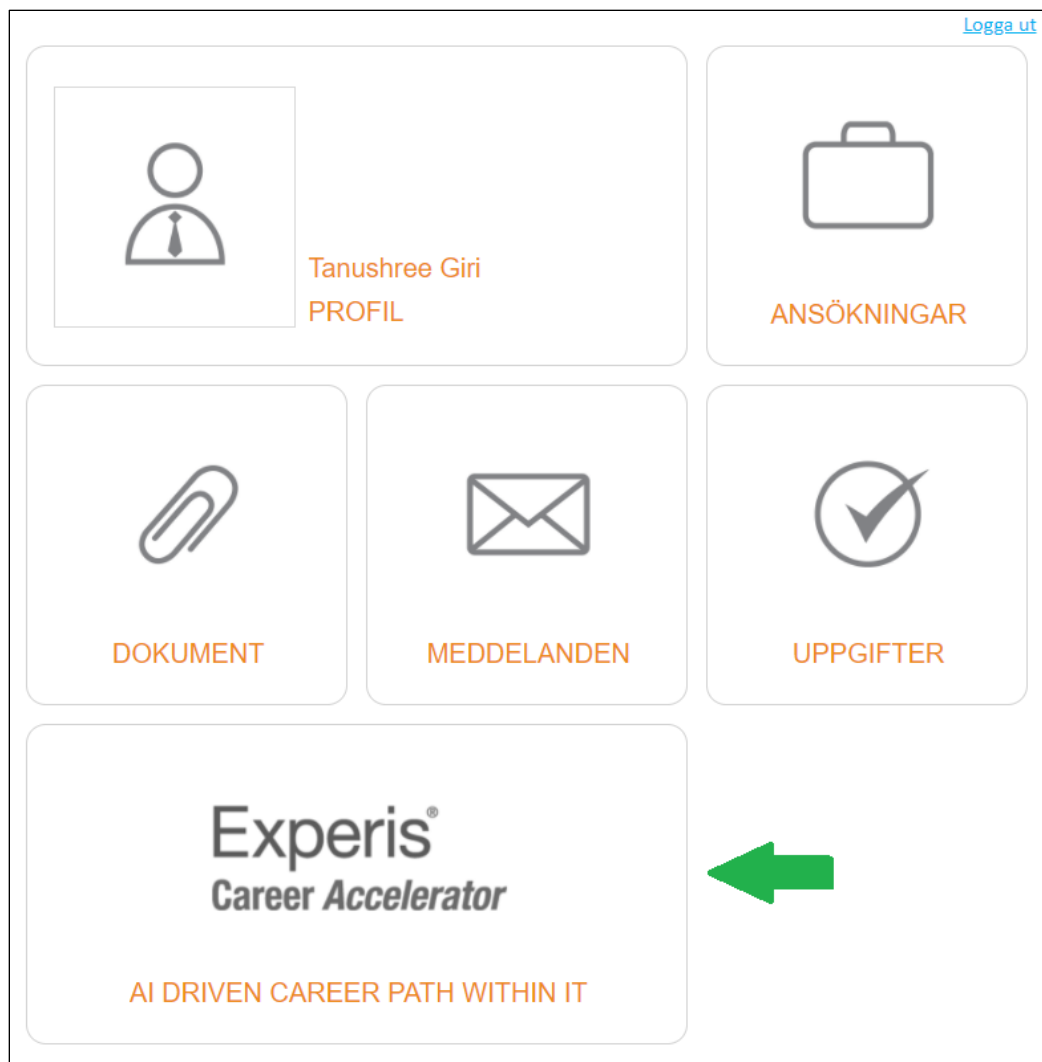 Logga ut
Tanushree Giri
PROFIL
ANSÖKNINGAR
DOKUMENT
MEDDELANDEN
UPPGIFTER
Experis®
Career Accelerator
AI DRIVEN CAREER PATH WITHIN IT